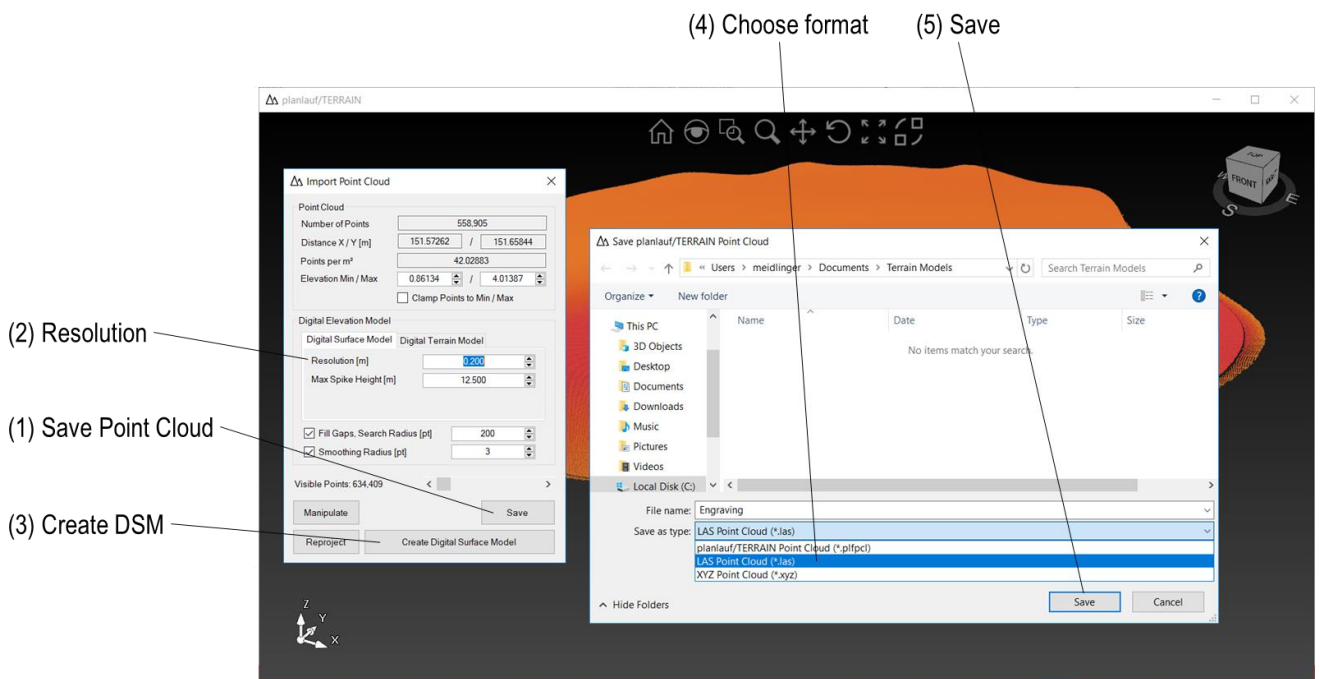 (4) Choose format
(5) Save
planlauf/TERRAIN
Import Point Cloud
Point Cloud
Number of Points 558,905
Distance X / Y [m] 151.57262 / 151.65844
Points per m² 42.02883
Elevation Min / Max 0.86134 / 4.01387
Clamp Points to Min / Max
Digital Elevation Model
Digital Surface Model Digital Terrain Model
(2) Resolution
Resolution [m] 0.200
Max Spike Height [m] 12.500
(1) Save Point Cloud
Fill Gaps, Search Radius [pt] 200
Smoothing Radius [pt] 3
Visible Points: 634,409
Manipulate Save
(3) Create DSM
Reproject Create Digital Surface Model
TOP
FRONT
S
E
Save planlauf/TERRAIN Point Cloud
« Users > meidlinger > Documents > Terrain Models
Search Terrain Models
Organize New folder
Name Date Type Size
No items match your search.
This PC
3D Objects
Desktop
Documents
Downloads
Music
Pictures
Videos
Local Disk (C:)
File name: Engraving
Save as type: LAS Point Cloud (*.las)
planlauf/TERRAIN Point Cloud (*.plfpcl)
LAS Point Cloud (*.las)
XYZ Point Cloud (*.xyz)
Hide Folders
Save Cancel
Z
Y
X